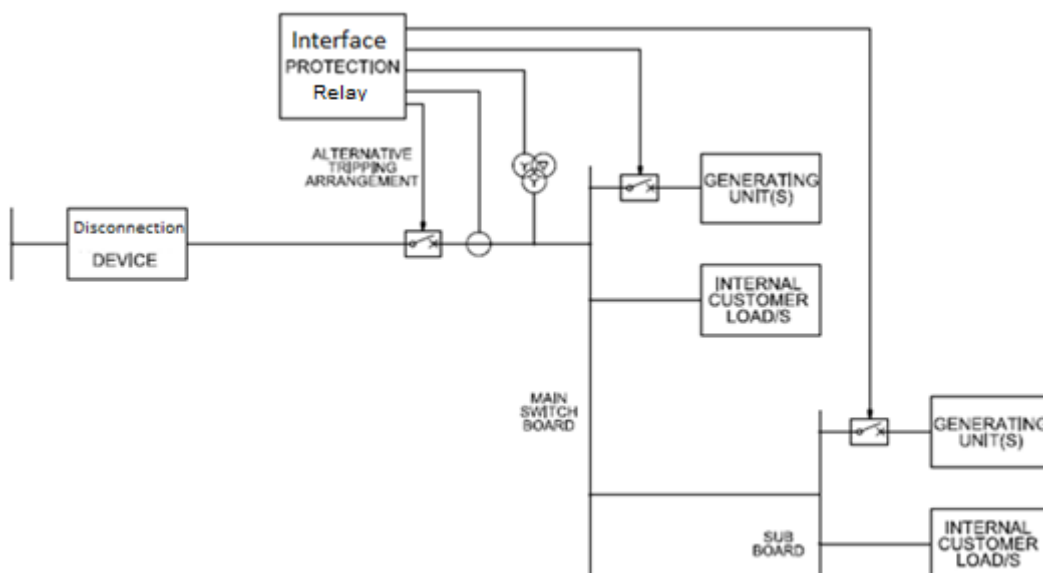 Interface
PROTECTION
Relay
ALTERNATIVE
TRIPPING
ARRANGEMENT
GENERATING
UNIT(S)
Disconnection
DEVICE
INTERNAL
CUSTOMER
LOAD/S
MAIN
SWITCH
BOARD
GENERATING
UNIT(S)
SUB
BOARD
INTERNAL
CUSTOMER
LOAD/S